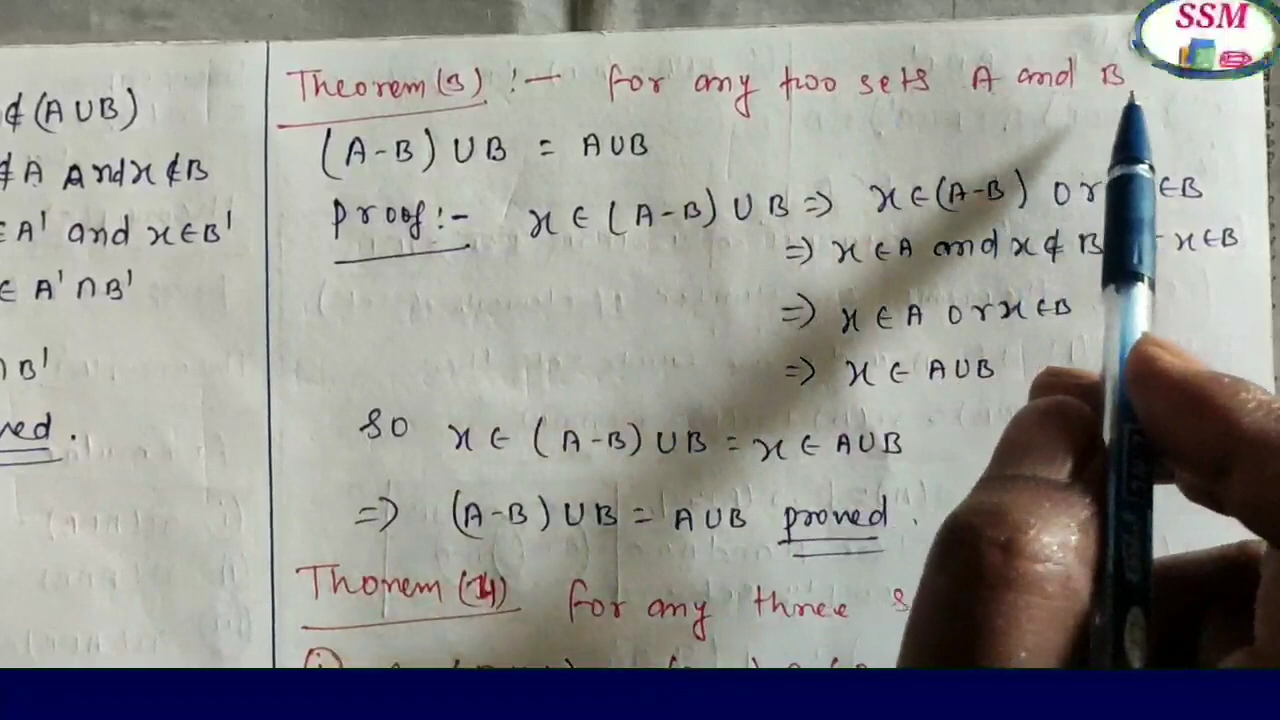 ∉(A∪B)
∉A And x∉B
∈A' and x∈B'
∈ A'∩B'
∩B'
Theorem(3) :- for any two sets A and B
(A-B)∪B = A∪B
proof:- x∈(A-B)∪B ⇒ x∈(A-B) or ∈B
⇒ x∈A and x∉B x∈B
⇒ x∈A or x∈B
⇒ x∈ A∪B
SO x∈ (A-B)∪B = x∈A∪B
⇒ (A-B)∪B = A∪B proved.
Thorem(4) for any three
SSM